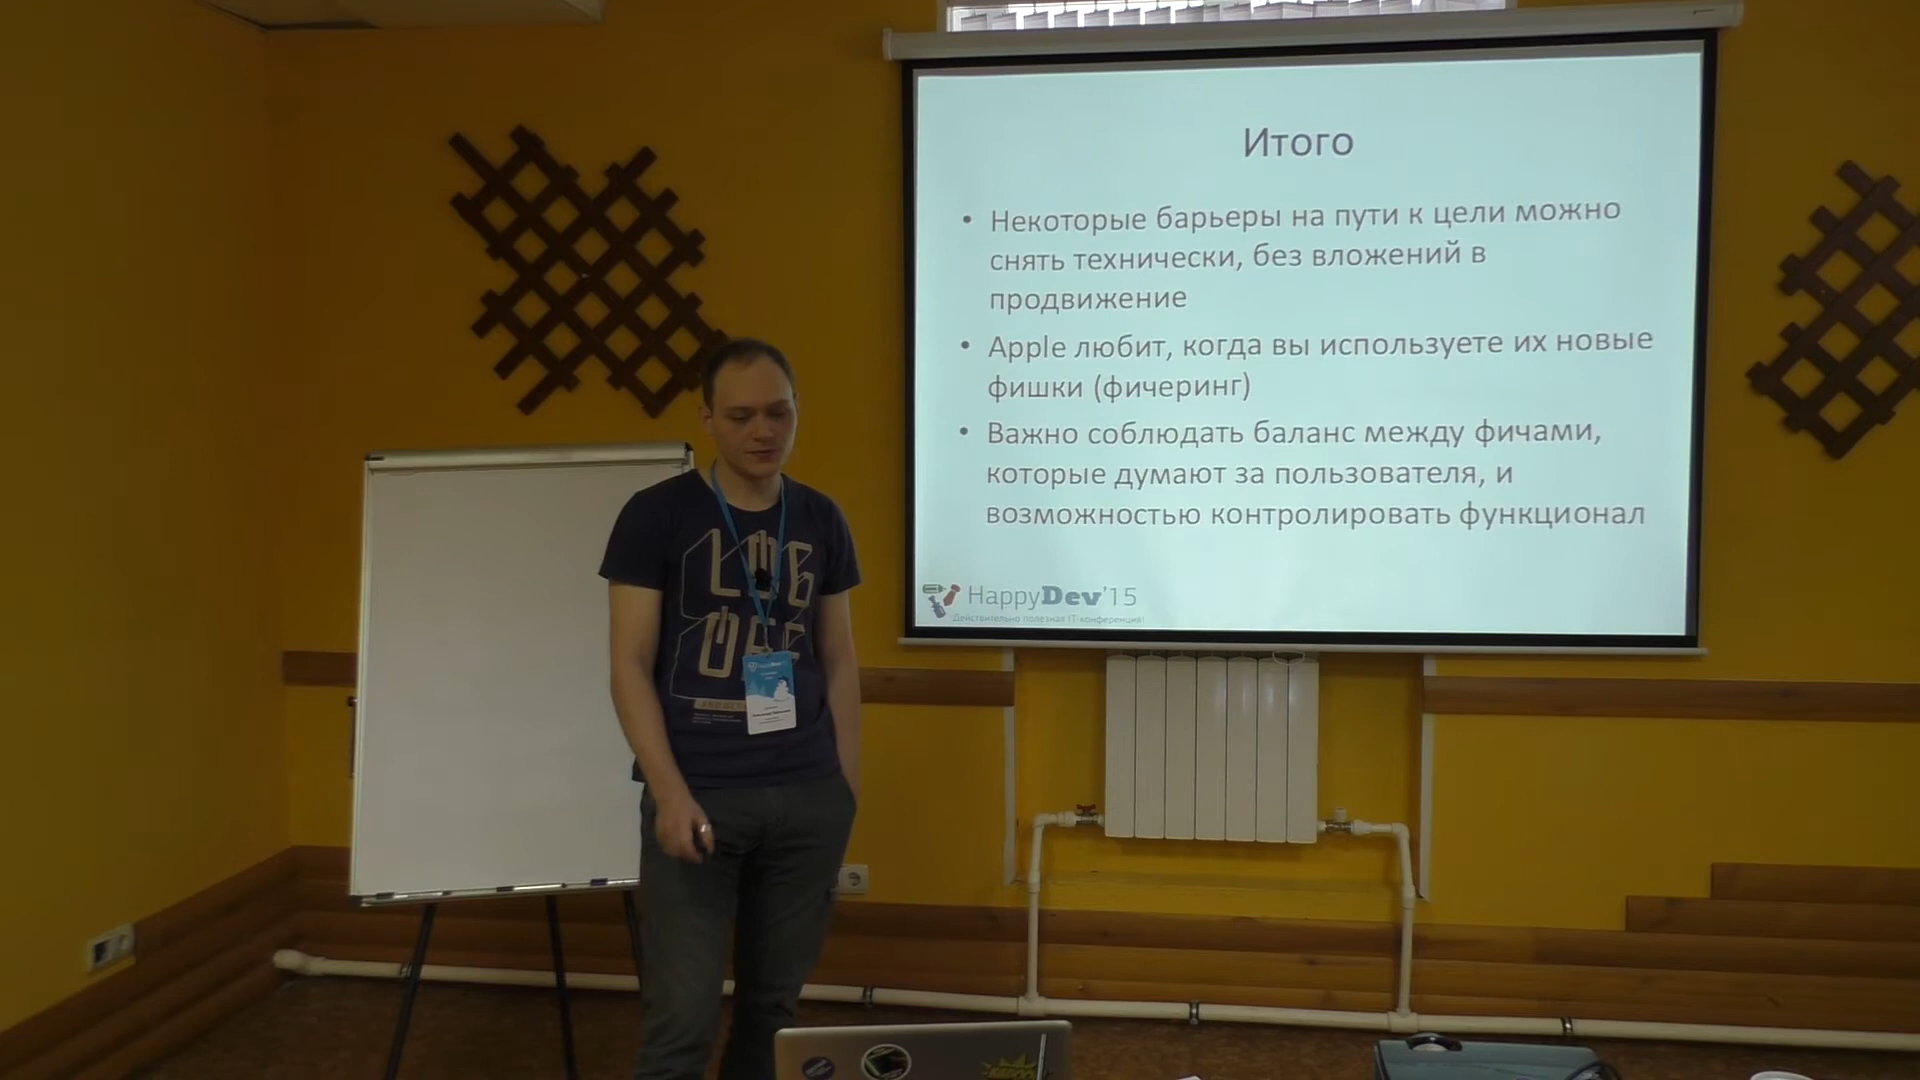 Итого
• Некоторые барьеры на пути к цели можно
снять технически, без вложений в
продвижение
• Apple любит, когда вы используете их новые
фишки (фичеринг)
• Важно соблюдать баланс между фичами,
которые думают за пользователя, и
возможностью контролировать функционал
HappyDev'15
Действительно полезная IT-конференция!
LOG
OFF